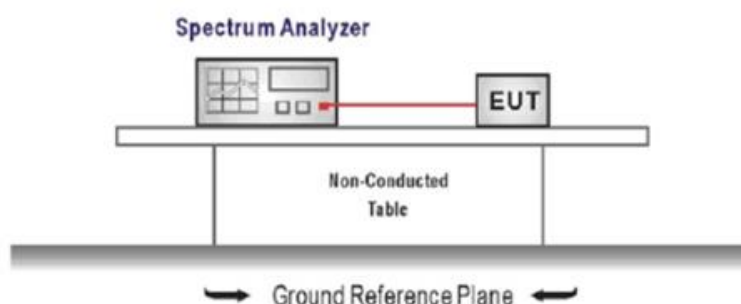 Spectrum Analyzer
EUT
Non-Conducted
Table
Ground Reference Plane